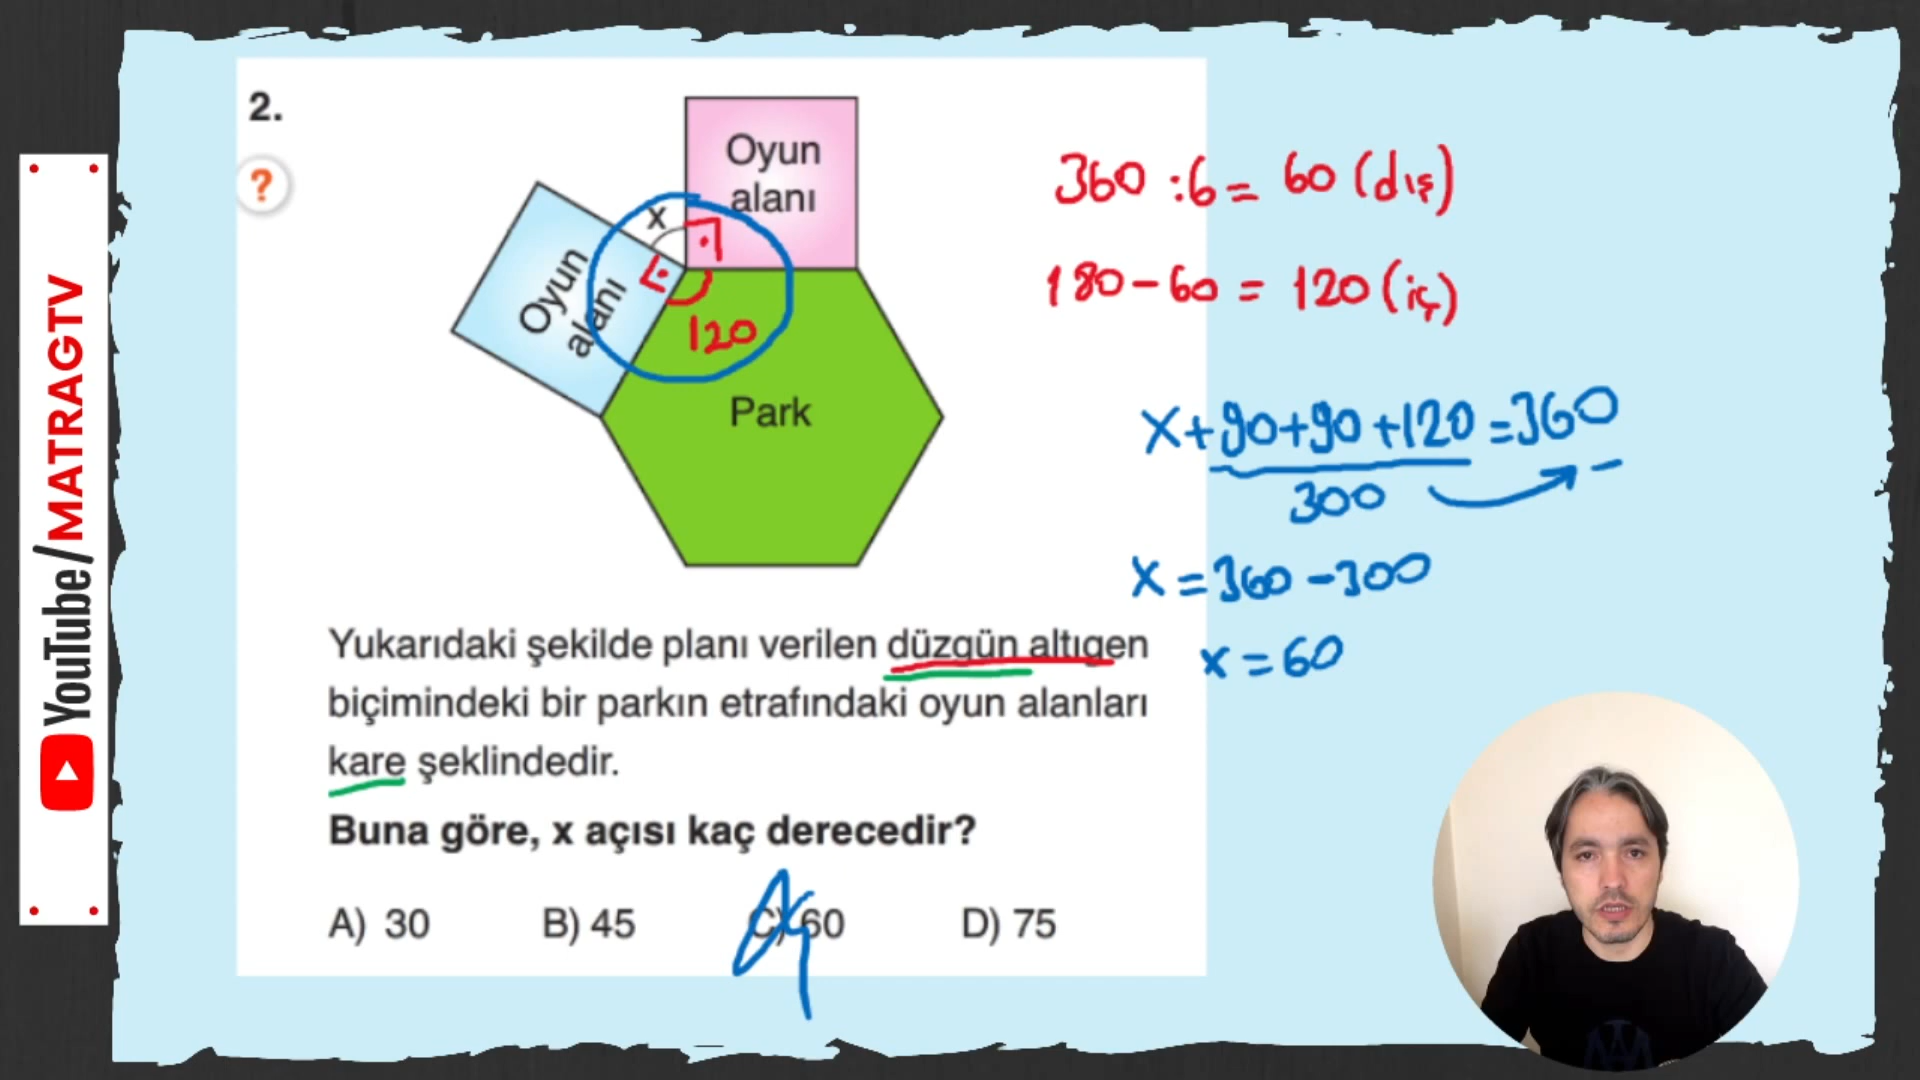 YouTube/MATRAGTV
2.
?
Oyun
alanı
x
Oyun
alanı
120
Park
360 :6 = 60 (dış)
180 - 60 = 120 (iç)
x + 90 + 90 + 120 = 360
300
x = 360 - 300
x = 60
Yukarıdaki şekilde planı verilen düzgün altıgen
biçimindeki bir parkın etrafındaki oyun alanları
kare şeklindedir.
Buna göre, x açısı kaç derecedir?
A) 30 B) 45 C) 60 D) 75